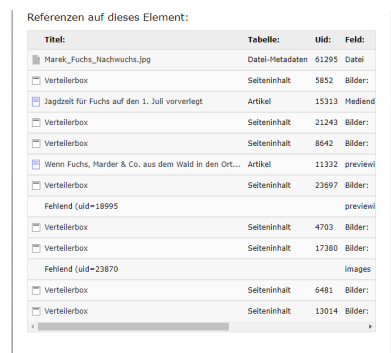 Referenzen auf dieses Element:
Titel: Tabelle: Uid: Feld:
Marek_Fuchs_Nachwuchs.jpg Datei-Metadaten 61295 Datei
Verteilerbox Seiteninhalt 5852 Bilder:
Jagdzeit für Fuchs auf den 1. Juli vorverlegt Artikel 15313 Mediend
Verteilerbox Seiteninhalt 21243 Bilder:
Verteilerbox Seiteninhalt 8642 Bilder:
Wenn Fuchs, Marder & Co. aus dem Wald in den Ort... Artikel 11332 previewi
Verteilerbox Seiteninhalt 23697 Bilder:
Fehlend (uid=18995 previewi
Verteilerbox Seiteninhalt 4703 Bilder:
Verteilerbox Seiteninhalt 17380 Bilder:
Fehlend (uid=23870 images
Verteilerbox Seiteninhalt 6481 Bilder:
Verteilerbox Seiteninhalt 13014 Bilder: